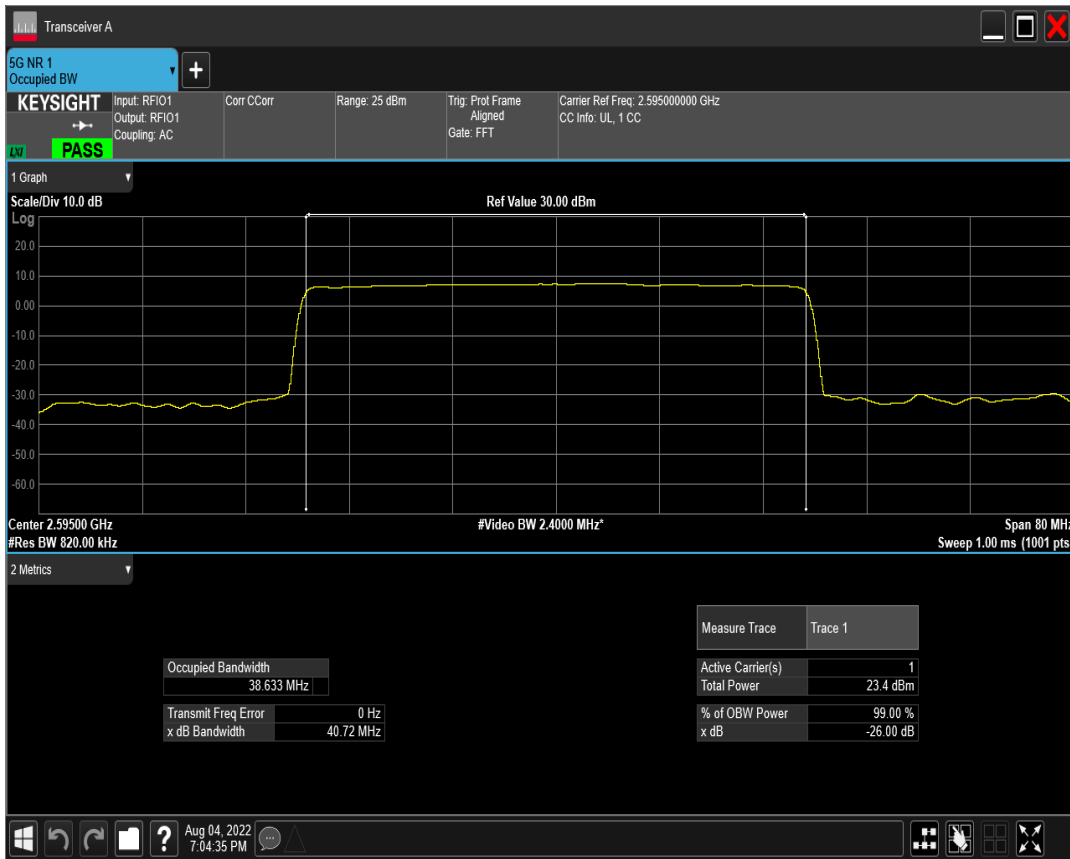 Transceiver A
5G NR 1
Occupied BW
+
KEYSIGHT
LXI
PASS
Input: RFIO1
Output: RFIO1
Coupling: AC
Corr CCorr
Range: 25 dBm
Trig: Prot Frame
Aligned
Gate: FFT
Carrier Ref Freq: 2.595000000 GHz
CC Info: UL, 1 CC
1 Graph
Scale/Div 10.0 dB
Ref Value 30.00 dBm
Log
20.0
10.0
0.00
-10.0
-20.0
-30.0
-40.0
-50.0
-60.0
Center 2.59500 GHz
#Video BW 2.4000 MHz*
Span 80 MHz
#Res BW 820.00 kHz
Sweep 1.00 ms (1001 pts
2 Metrics
Measure Trace Trace 1
Occupied Bandwidth
38.633 MHz
Active Carrier(s) 1
Total Power 23.4 dBm
Transmit Freq Error 0 Hz
x dB Bandwidth 40.72 MHz
% of OBW Power 99.00 %
x dB -26.00 dB
?
Aug 04, 2022
7:04:35 PM